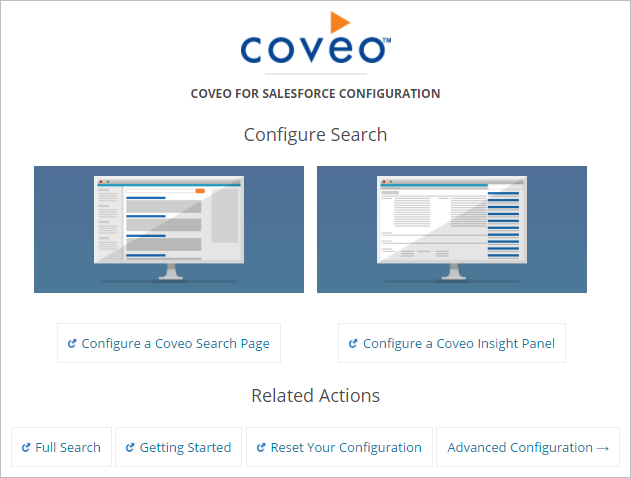 coveo™
COVEO FOR SALESFORCE CONFIGURATION
Configure Search
Configure a Coveo Search Page
Configure a Coveo Insight Panel
Related Actions
Full Search
Getting Started
Reset Your Configuration
Advanced Configuration →